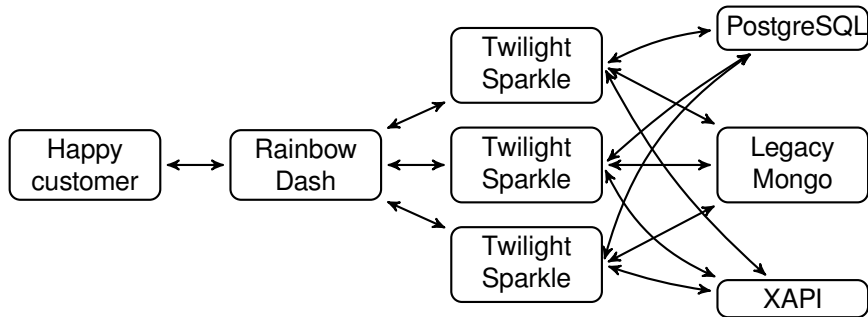 Happy
customer
Rainbow
Dash
Twilight
Sparkle
Twilight
Sparkle
Twilight
Sparkle
PostgreSQL
Legacy
Mongo
XAPI